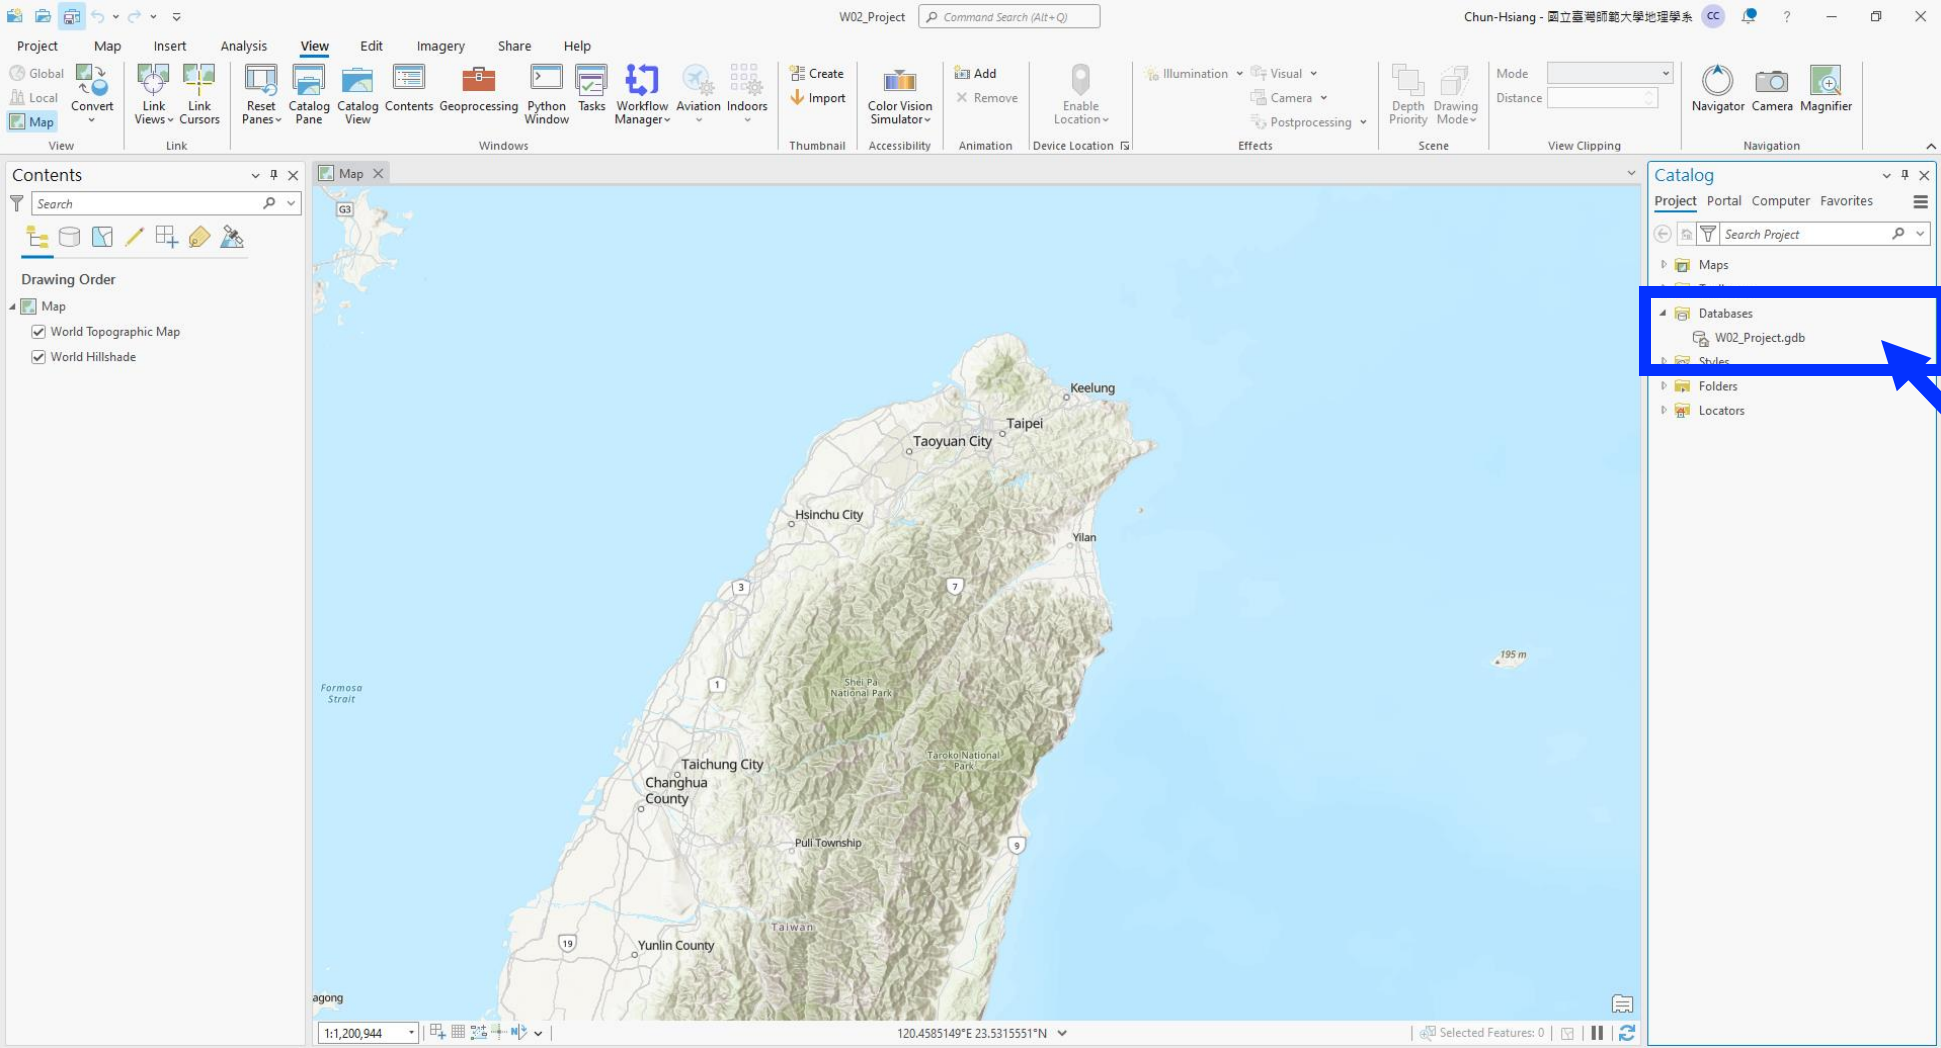 W02_Project
Command Search (Alt+Q)
Chun-Hsiang - 國立臺灣師範大學地理學系
CC
?
Project Map Insert Analysis View Edit Imagery Share Help
Global
Local
Map
Convert
View
Link Views
Link Cursors
Link
Reset Panes
Catalog Pane
Catalog View
Contents
Geoprocessing
Python Window
Tasks
Workflow Manager
Aviation
Indoors
Windows
Create
Import
Thumbnail
Color Vision Simulator
Accessibility
Add
Remove
Animation
Enable Location
Device Location
Illumination
Visual
Camera
Postprocessing
Effects
Depth Priority
Drawing Mode
Scene
Mode
Distance
View Clipping
Navigator
Camera
Magnifier
Navigation
Contents
Search
Drawing Order
Map
World Topographic Map
World Hillshade
Map
G3
Keelung
Taipei
Taoyuan City
Hsinchu City
Yilan
3
7
195 m
1
Shei Pa
National Park
Formosa
Strait
Taroko National
Park
Taichung City
Changhua
County
Puli Township
9
Taiwan
19
Yunlin County
agong
1:1,200,944
120.4585149°E 23.5315551°N
Selected Features: 0
Catalog
Project Portal Computer Favorites
Search Project
Maps
Databases
W02_Project.gdb
Styles
Folders
Locators